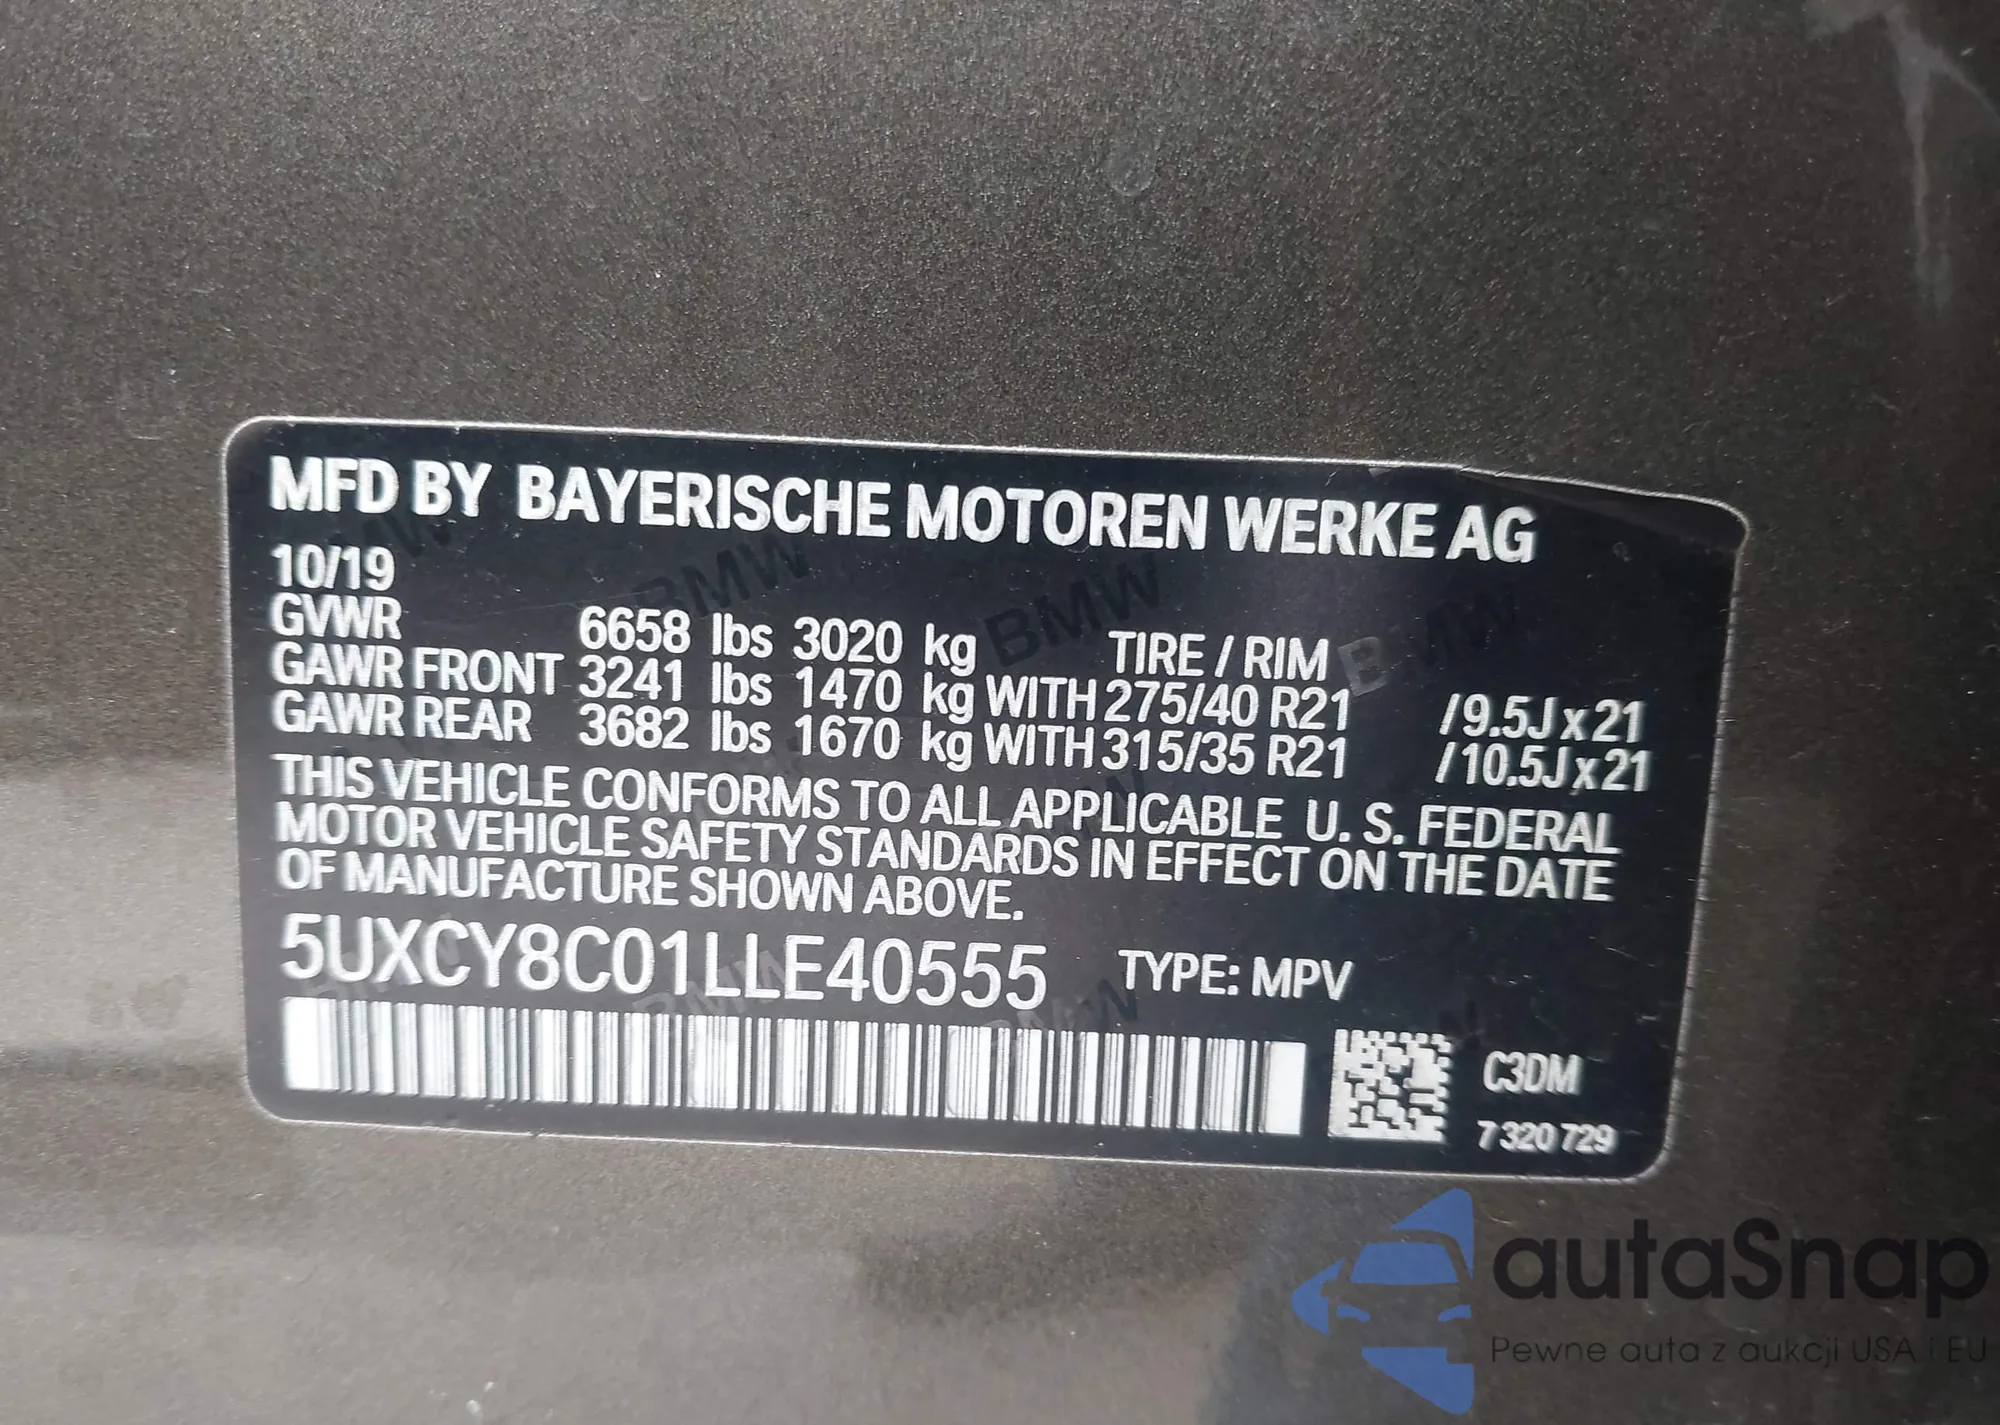 MFD BY BAYERISCHE MOTOREN WERKE AG
10/19
GVWR 6658 lbs 3020 kg TIRE / RIM
GAWR FRONT 3241 lbs 1470 kg WITH 275/40 R21 /9.5J x 21
GAWR REAR 3682 lbs 1670 kg WITH 315/35 R21 /10.5J x 21
THIS VEHICLE CONFORMS TO ALL APPLICABLE U. S. FEDERAL
MOTOR VEHICLE SAFETY STANDARDS IN EFFECT ON THE DATE
OF MANUFACTURE SHOWN ABOVE.
5UXCY8C01LLE40555 TYPE: MPV
C3DM
7 320 729
autaSnap
Pewne auta z aukcji USA i EU